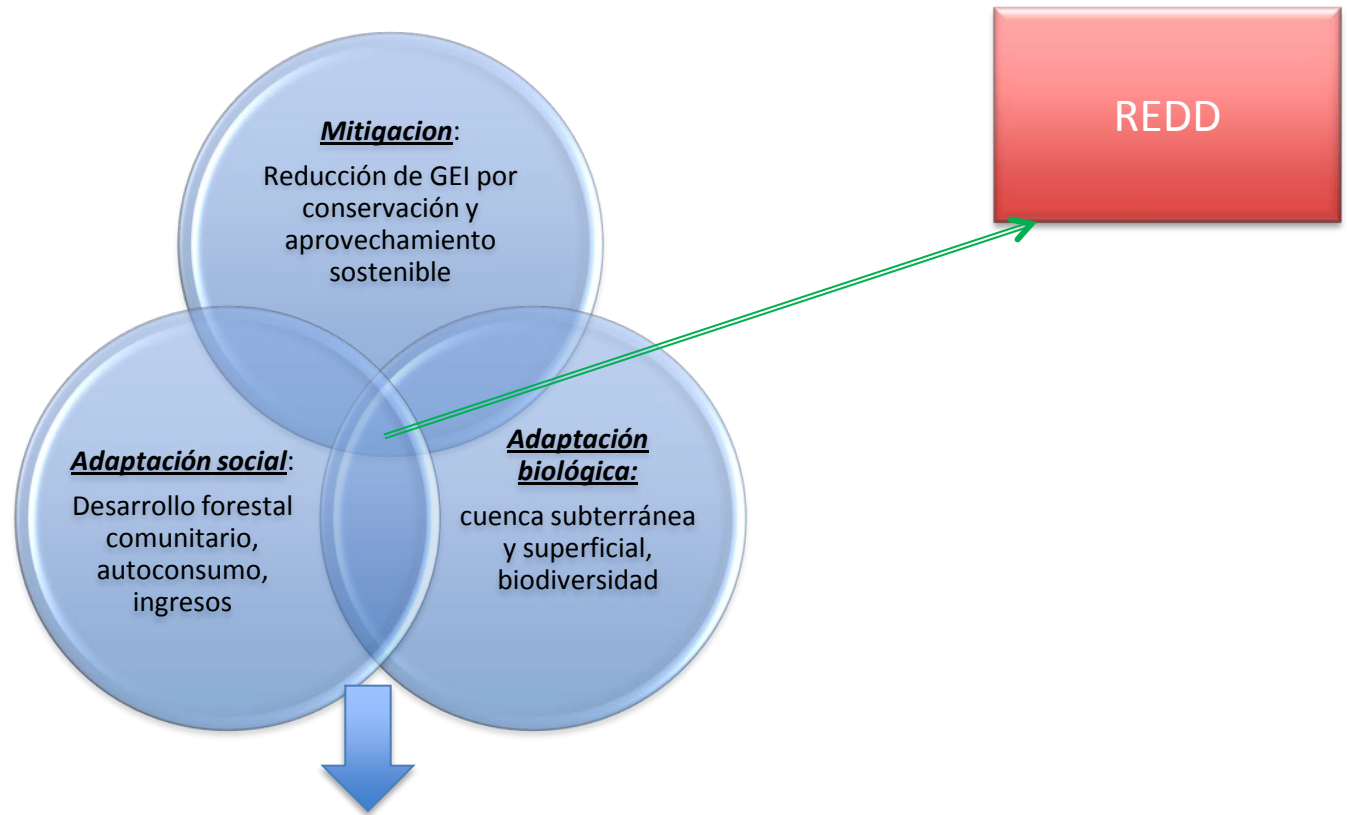 Mitigacion:
Reducción de GEI por
conservación y
aprovechamiento
sostenible
REDD
Adaptación social:
Desarrollo forestal
comunitario,
autoconsumo,
ingresos
Adaptación
biológica:
cuenca subterránea
y superficial,
biodiversidad